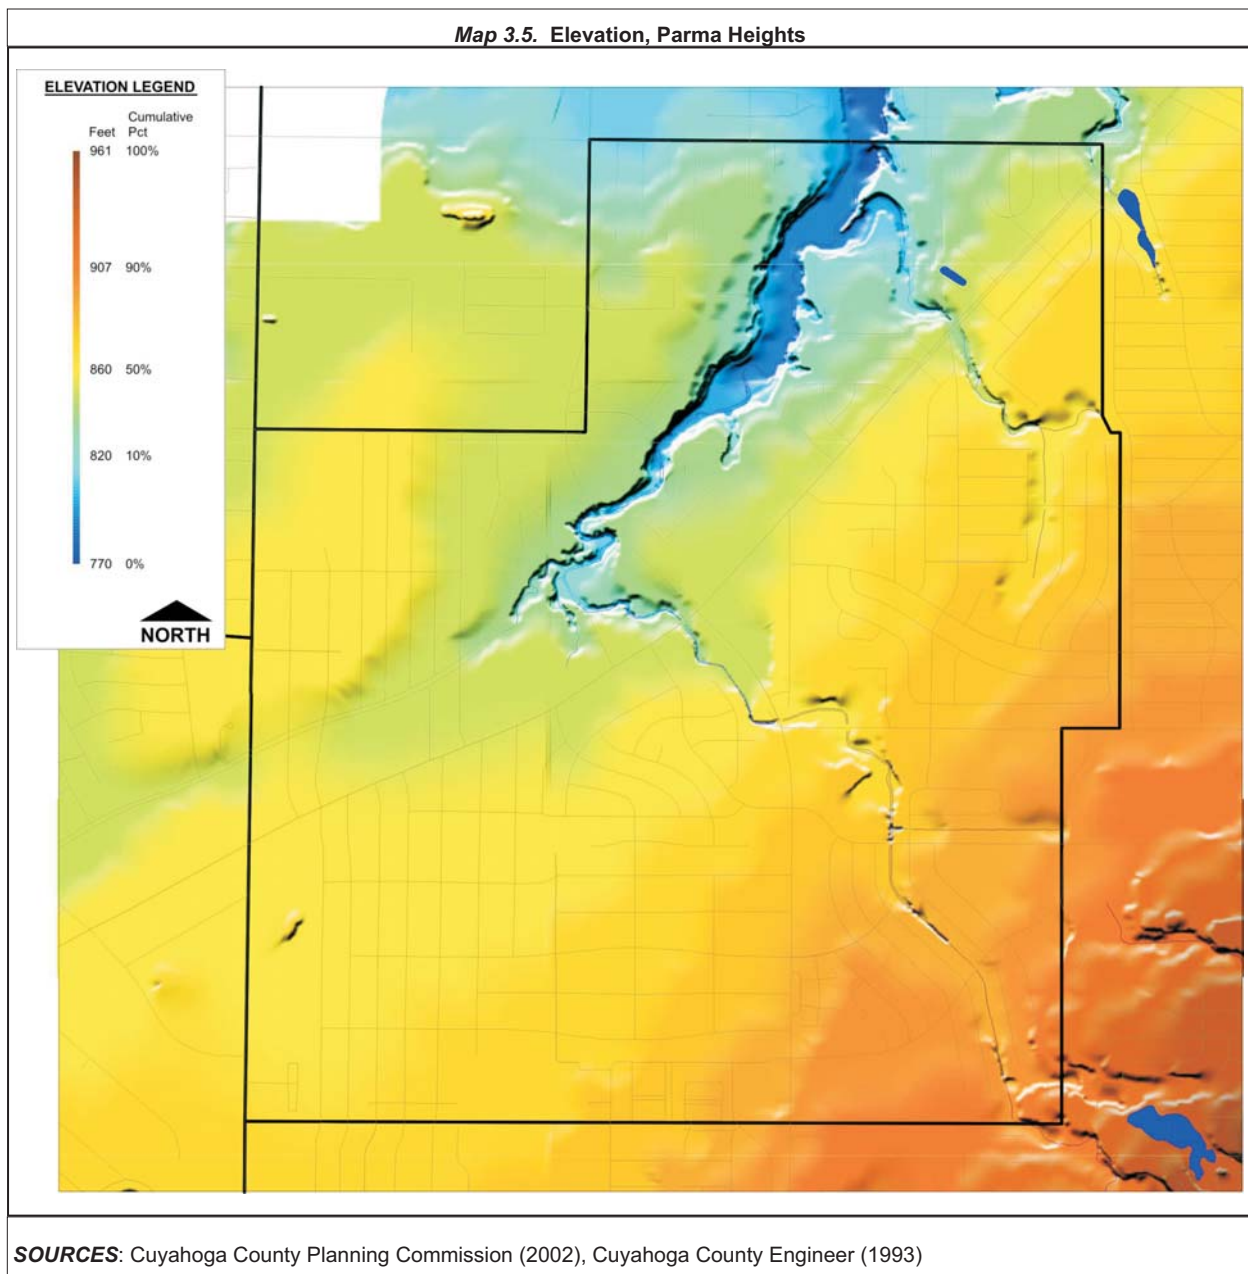 Map 3.5. Elevation, Parma Heights
ELEVATION LEGEND
Cumulative
Feet Pct
961 100%
907 90%
860 50%
820 10%
770 0%
NORTH
SOURCES: Cuyahoga County Planning Commission (2002), Cuyahoga County Engineer (1993)